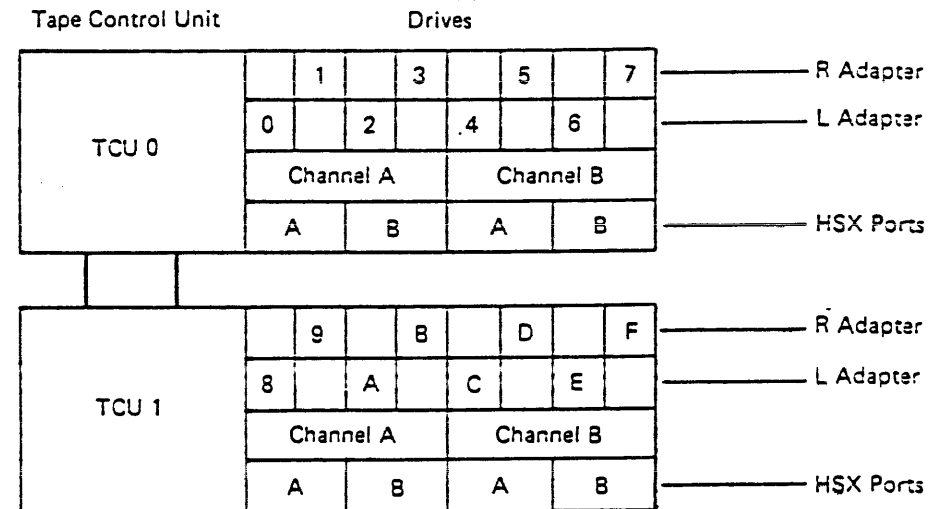 Tape Control Unit Drives
1 3 5 7 R Adapter
0 2 .4 6 L Adapter
TCU 0
Channel A Channel B
A B A B HSX Ports
9 B D F R Adapter
8 A C E L Adapter
TCU 1
Channel A Channel B
A B A B HSX Ports